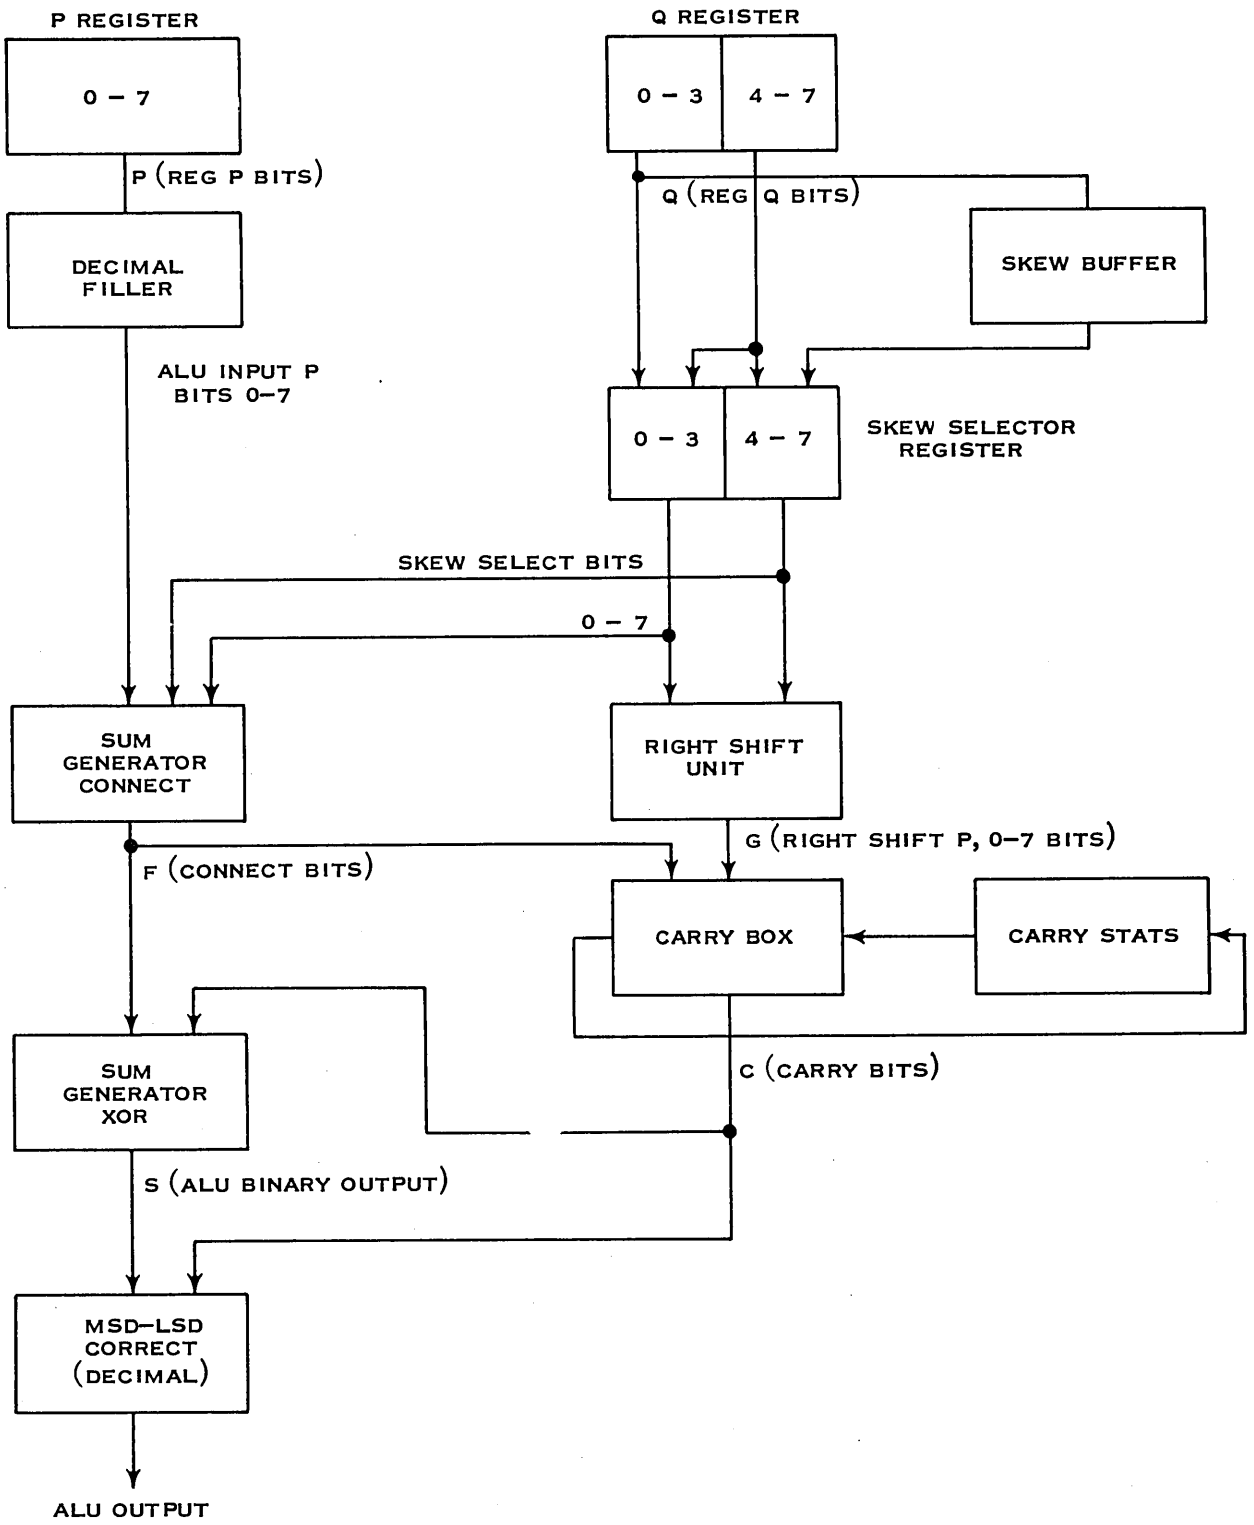 P REGISTER
Q REGISTER
0 – 7
0 – 3
4 – 7
P (REG P BITS)
Q (REG Q BITS)
DECIMAL
FILLER
SKEW BUFFER
ALU INPUT P
BITS 0–7
0 – 3
4 – 7
SKEW SELECTOR
REGISTER
SKEW SELECT BITS
0 – 7
SUM
GENERATOR
CONNECT
RIGHT SHIFT
UNIT
G (RIGHT SHIFT P, 0–7 BITS)
F (CONNECT BITS)
CARRY BOX
CARRY STATS
C (CARRY BITS)
SUM
GENERATOR
XOR
S (ALU BINARY OUTPUT)
MSD–LSD
CORRECT
(DECIMAL)
ALU OUTPUT